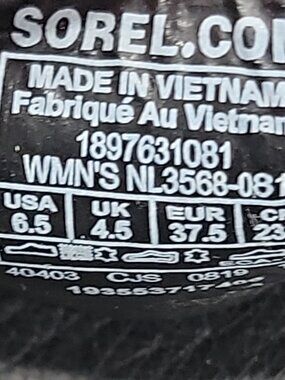 SOREL.CO
MADE IN VIETNAM
Fabriqué Au Vietnam
1897631081
WMN'S NL3568-081
USA UK EUR C
6.5 4.5 37.5 23
40403 CJS 0819